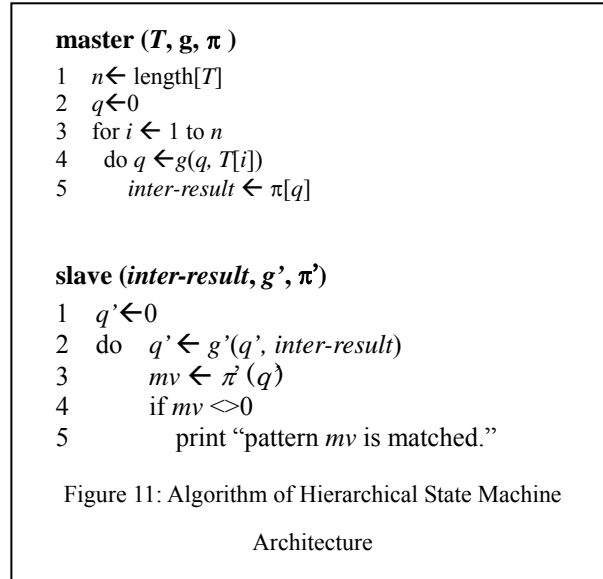 master (T, g, π )
1 n← length[T]
2 q←0
3 for i ← 1 to n
4 do q ←g(q, T[i])
5 inter-result ← π[q]
slave (inter-result, g’, π’)
1 q’←0
2 do q’ ← g’(q’, inter-result)
3 mv ← π’ (q’)
4 if mv <>0
5 print “pattern mv is matched.”
Figure 11: Algorithm of Hierarchical State Machine
Architecture